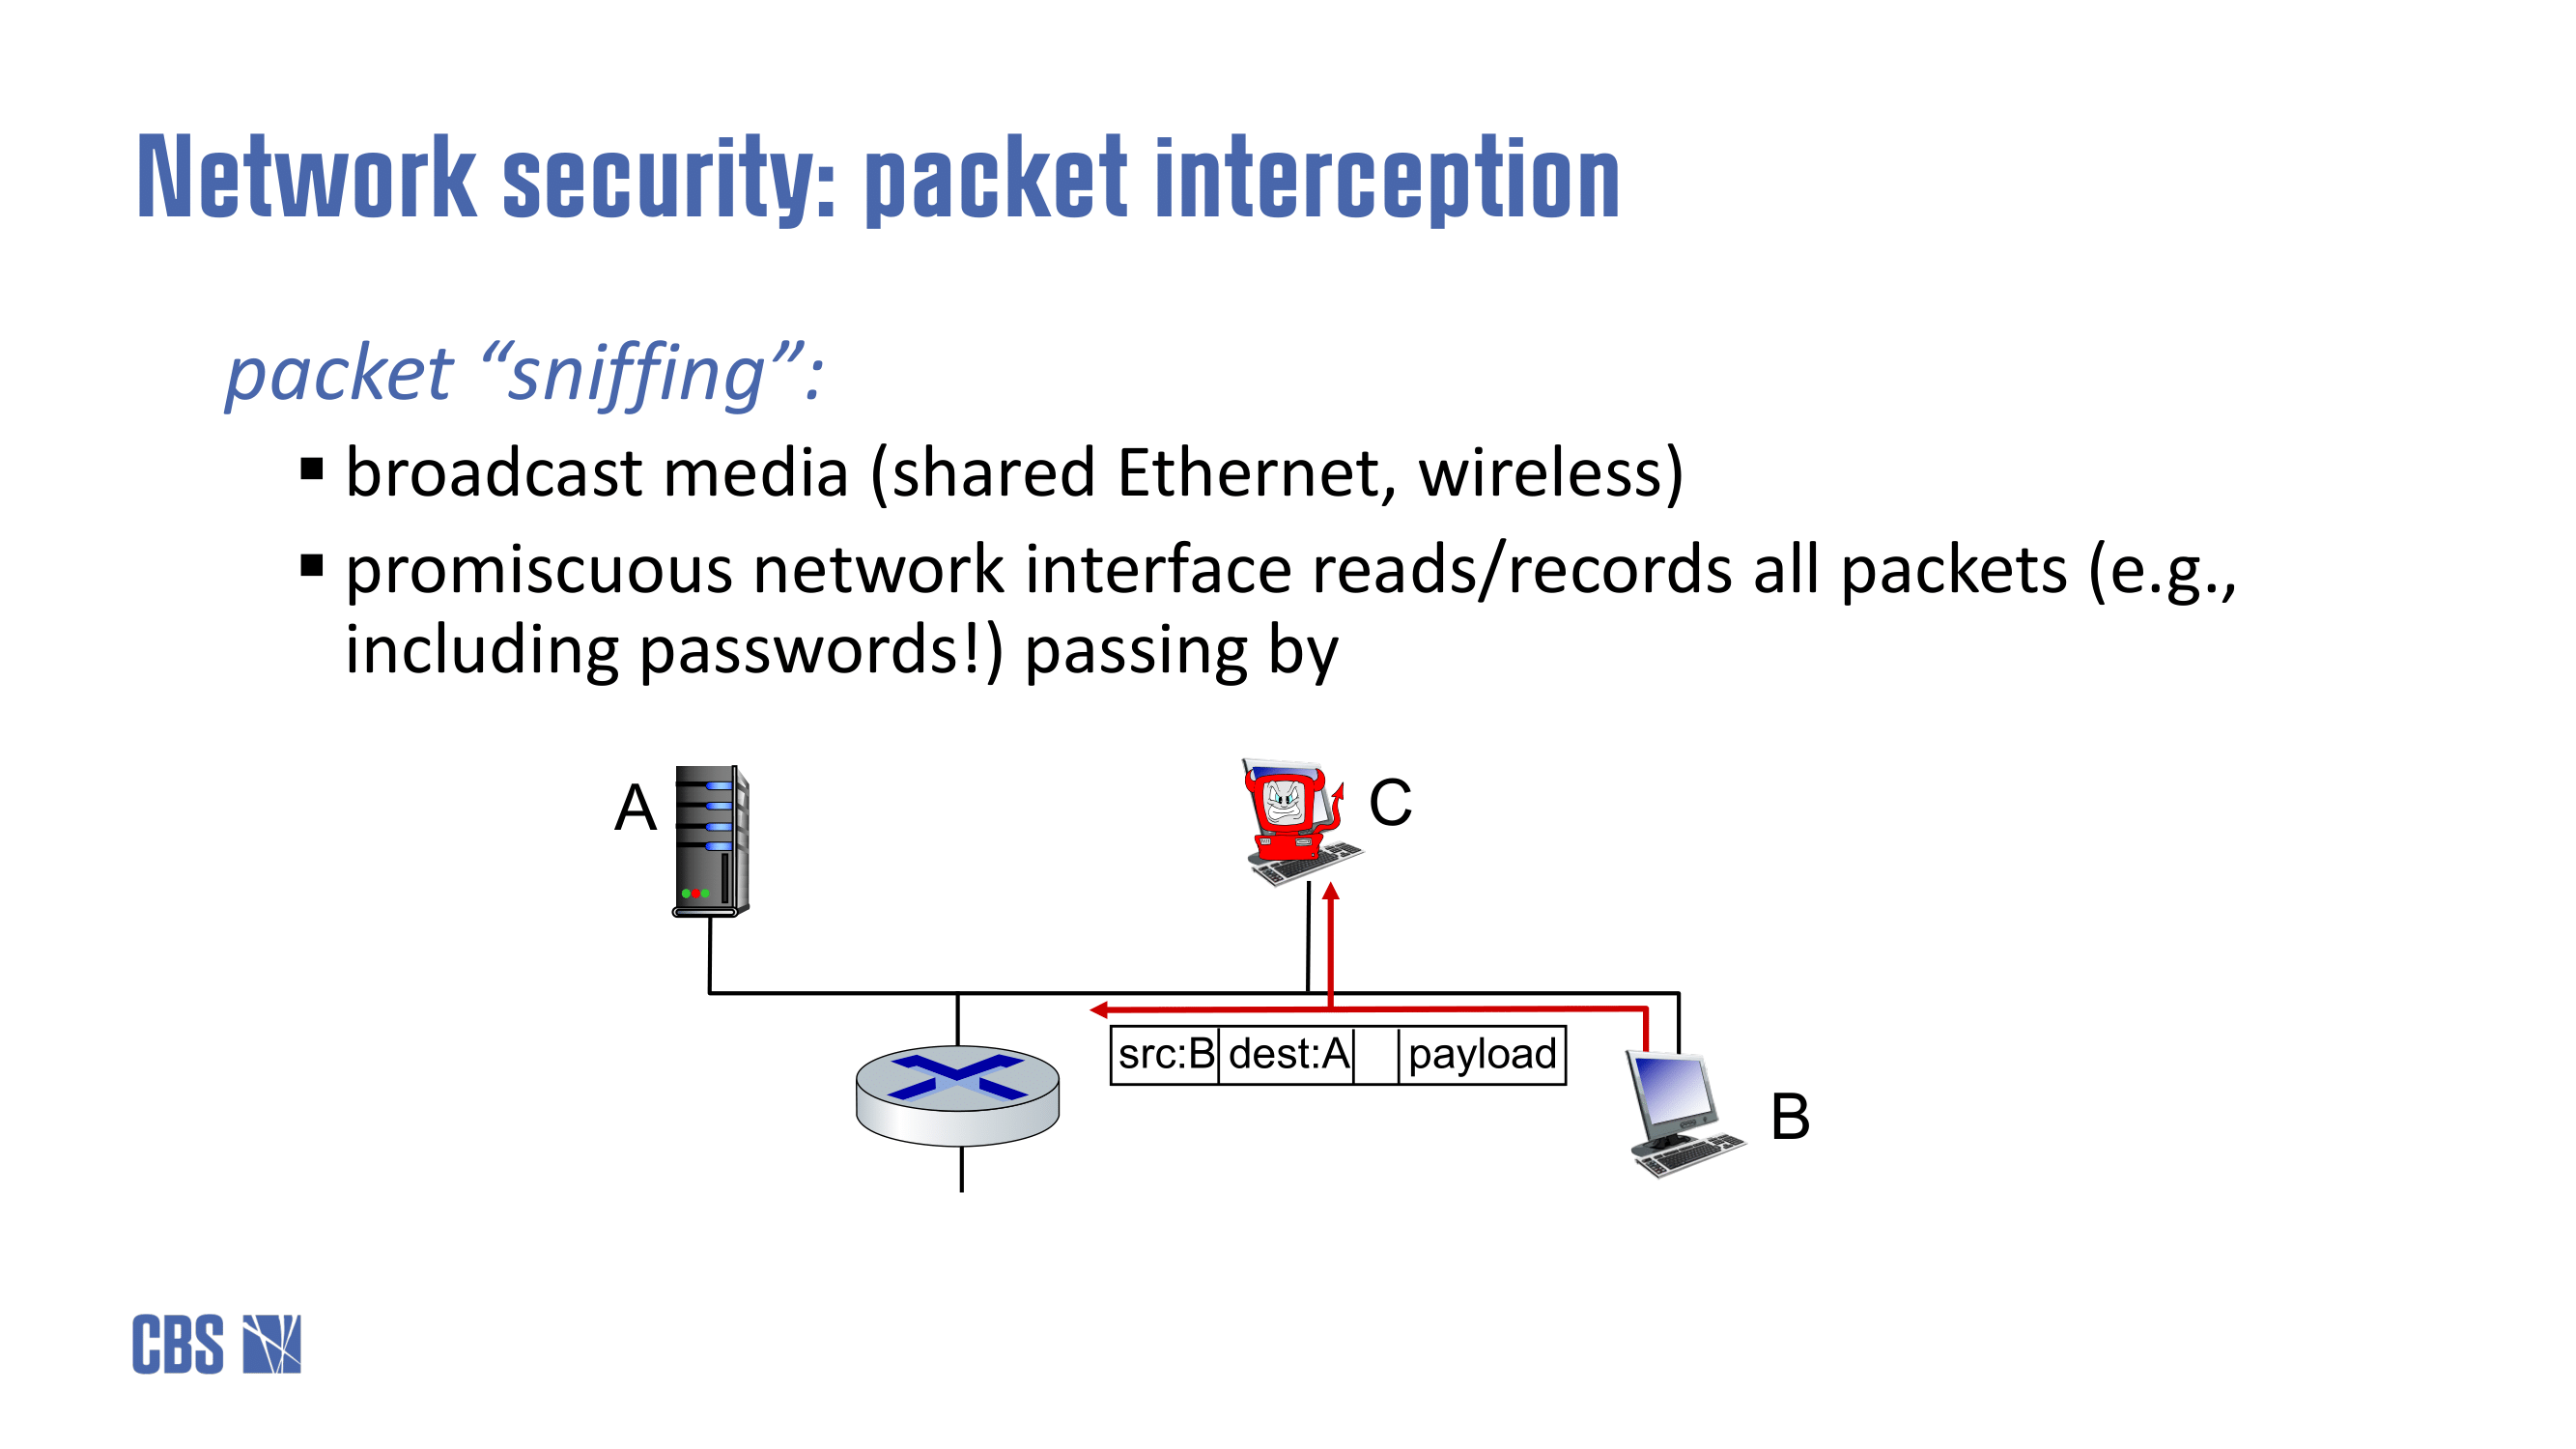 Network security: packet interception
packet “sniffing”:
▪ broadcast media (shared Ethernet, wireless)
▪ promiscuous network interface reads/records all packets (e.g.,
including passwords!) passing by
A
C
src:B dest:A payload
B
CBS